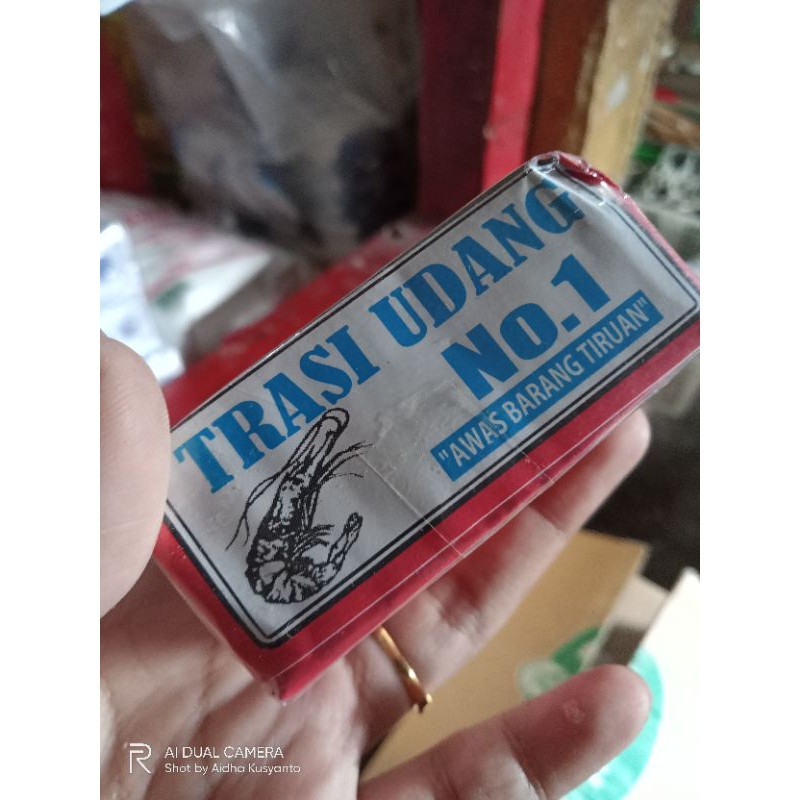 TRASI UDANG
No.1
"AWAS BARANG TIRUAN"
AI DUAL CAMERA
Shot by Aidha Kusyanto